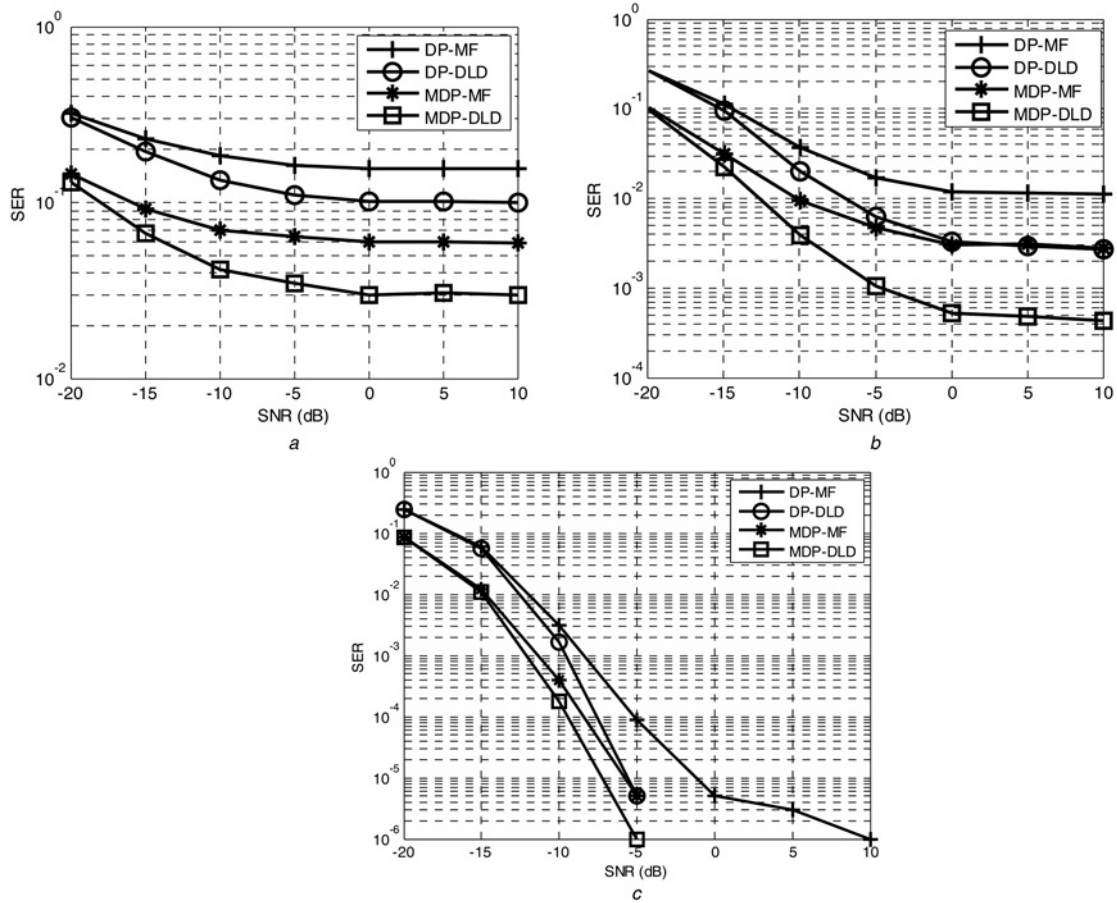 10^0
10^-1
10^-2
SER
-20 -15 -10 -5 0 5 10
SNR (dB)
DP-MF
DP-DLD
MDP-MF
MDP-DLD
a
10^0
10^-1
10^-2
10^-3
10^-4
SER
-20 -15 -10 -5 0 5 10
SNR (dB)
DP-MF
DP-DLD
MDP-MF
MDP-DLD
b
10^0
10^-1
10^-2
10^-3
10^-4
10^-5
10^-6
SER
-20 -15 -10 -5 0 5 10
SNR (dB)
DP-MF
DP-DLD
MDP-MF
MDP-DLD
c